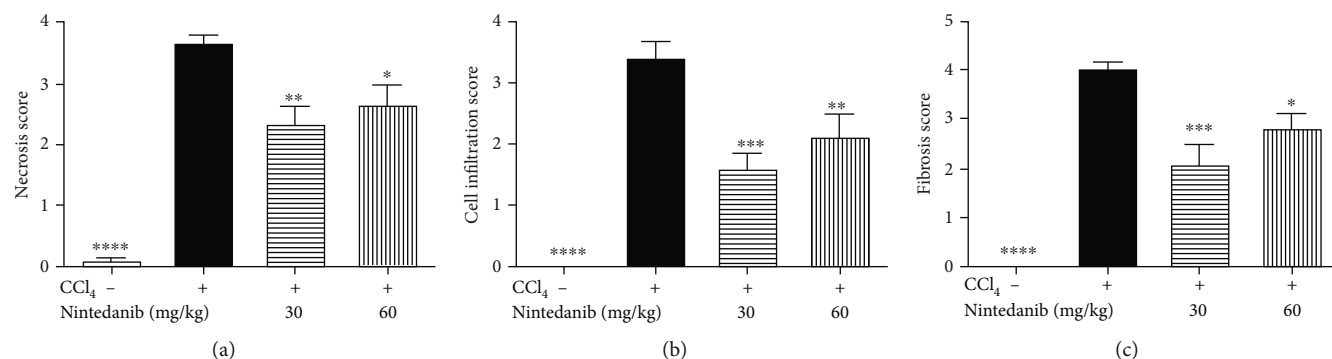 4
3
2
1
0
Necrosis score
****
**
*
CCl4 − + + +
Nintedanib (mg/kg) 30 60
(a)
4
3
2
1
0
Cell infiltration score
****
***
**
CCl4 − + + +
Nintedanib (mg/kg) 30 60
(b)
5
4
3
2
1
0
Fibrosis score
****
***
*
CCl4 − + + +
Nintedanib (mg/kg) 30 60
(c)